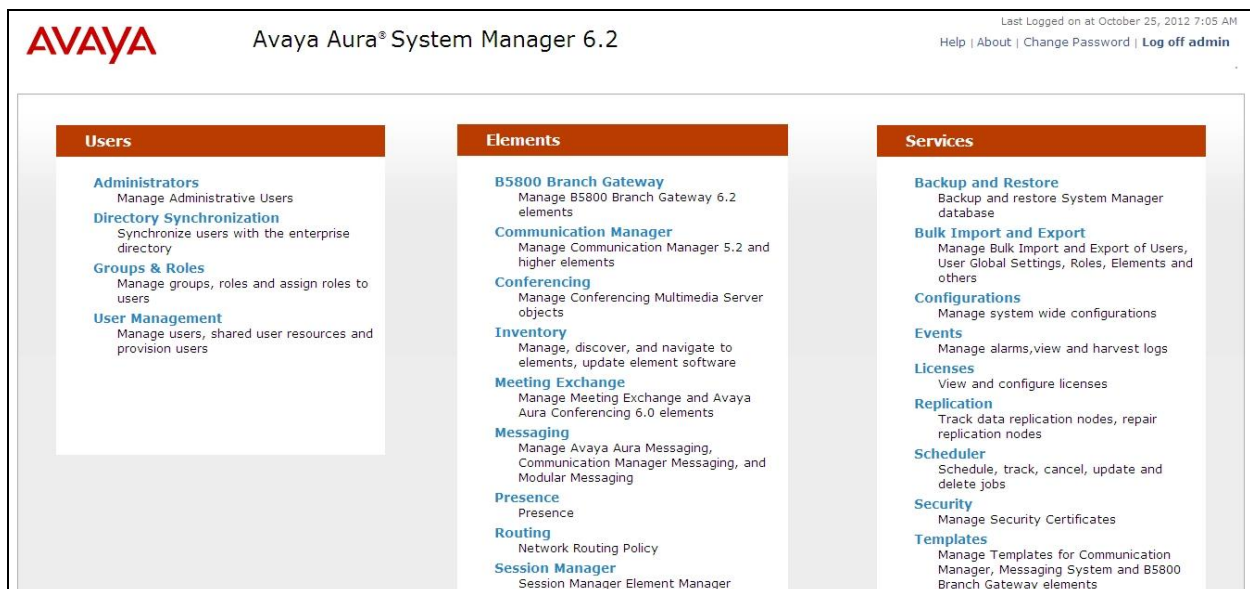 AVAYA
Avaya Aura® System Manager 6.2
Last Logged on at October 25, 2012 7:05 AM
Help | About | Change Password | Log off admin
Users
Administrators
Manage Administrative Users
Directory Synchronization
Synchronize users with the enterprise
directory
Groups & Roles
Manage groups, roles and assign roles to
users
User Management
Manage users, shared user resources and
provision users
Elements
B5800 Branch Gateway
Manage B5800 Branch Gateway 6.2
elements
Communication Manager
Manage Communication Manager 5.2 and
higher elements
Conferencing
Manage Conferencing Multimedia Server
objects
Inventory
Manage, discover, and navigate to
elements, update element software
Meeting Exchange
Manage Meeting Exchange and Avaya
Aura Conferencing 6.0 elements
Messaging
Manage Avaya Aura Messaging,
Communication Manager Messaging, and
Modular Messaging
Presence
Presence
Routing
Network Routing Policy
Session Manager
Session Manager Element Manager
Services
Backup and Restore
Backup and restore System Manager
database
Bulk Import and Export
Manage Bulk Import and Export of Users,
User Global Settings, Roles, Elements and
others
Configurations
Manage system wide configurations
Events
Manage alarms,view and harvest logs
Licenses
View and configure licenses
Replication
Track data replication nodes, repair
replication nodes
Scheduler
Schedule, track, cancel, update and
delete jobs
Security
Manage Security Certificates
Templates
Manage Templates for Communication
Manager, Messaging System and B5800
Branch Gateway elements